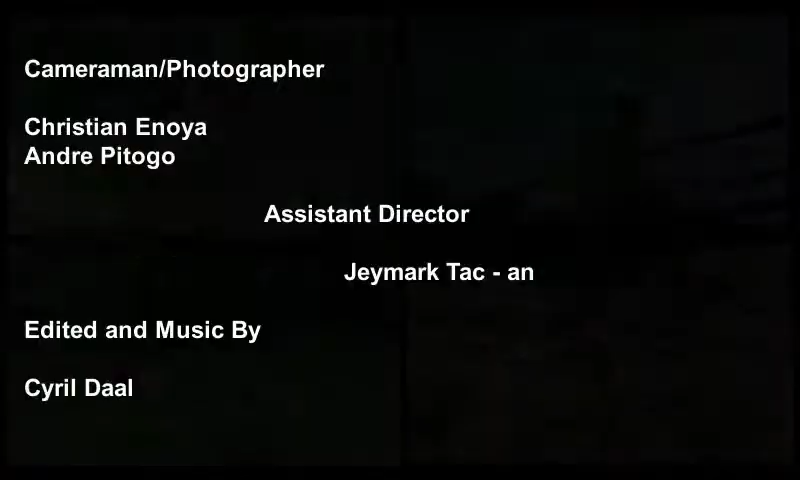 Cameraman/Photographer
Christian Enoya
Andre Pitogo
Assistant Director
Jeymark Tac - an
Edited and Music By
Cyril Daal